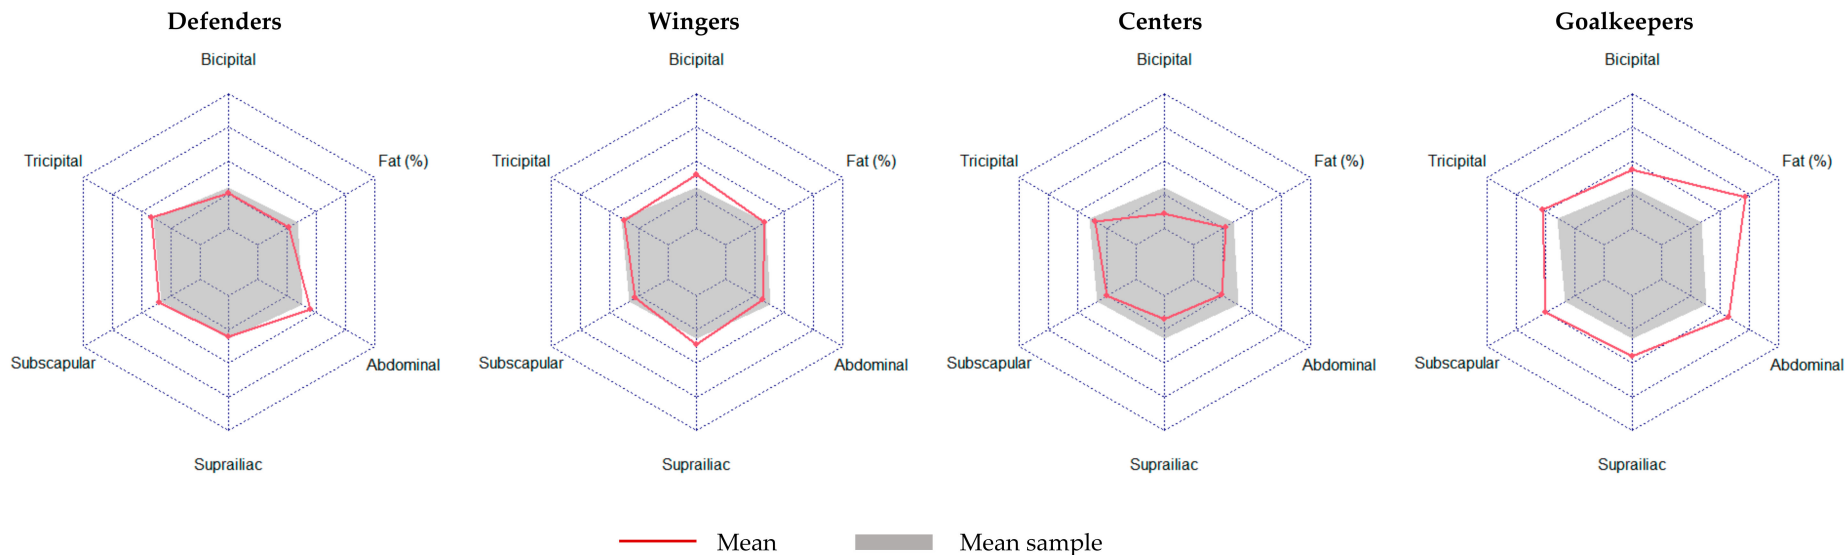 Defenders
Wingers
Centers
Goalkeepers
Bicipital
Bicipital
Bicipital
Bicipital
Tricipital
Fat (%)
Tricipital
Fat (%)
Tricipital
Fat (%)
Tricipital
Fat (%)
Subscapular
Abdominal
Subscapular
Abdominal
Subscapular
Abdominal
Subscapular
Abdominal
Suprailiac
Suprailiac
Suprailiac
Suprailiac
Mean
Mean sample